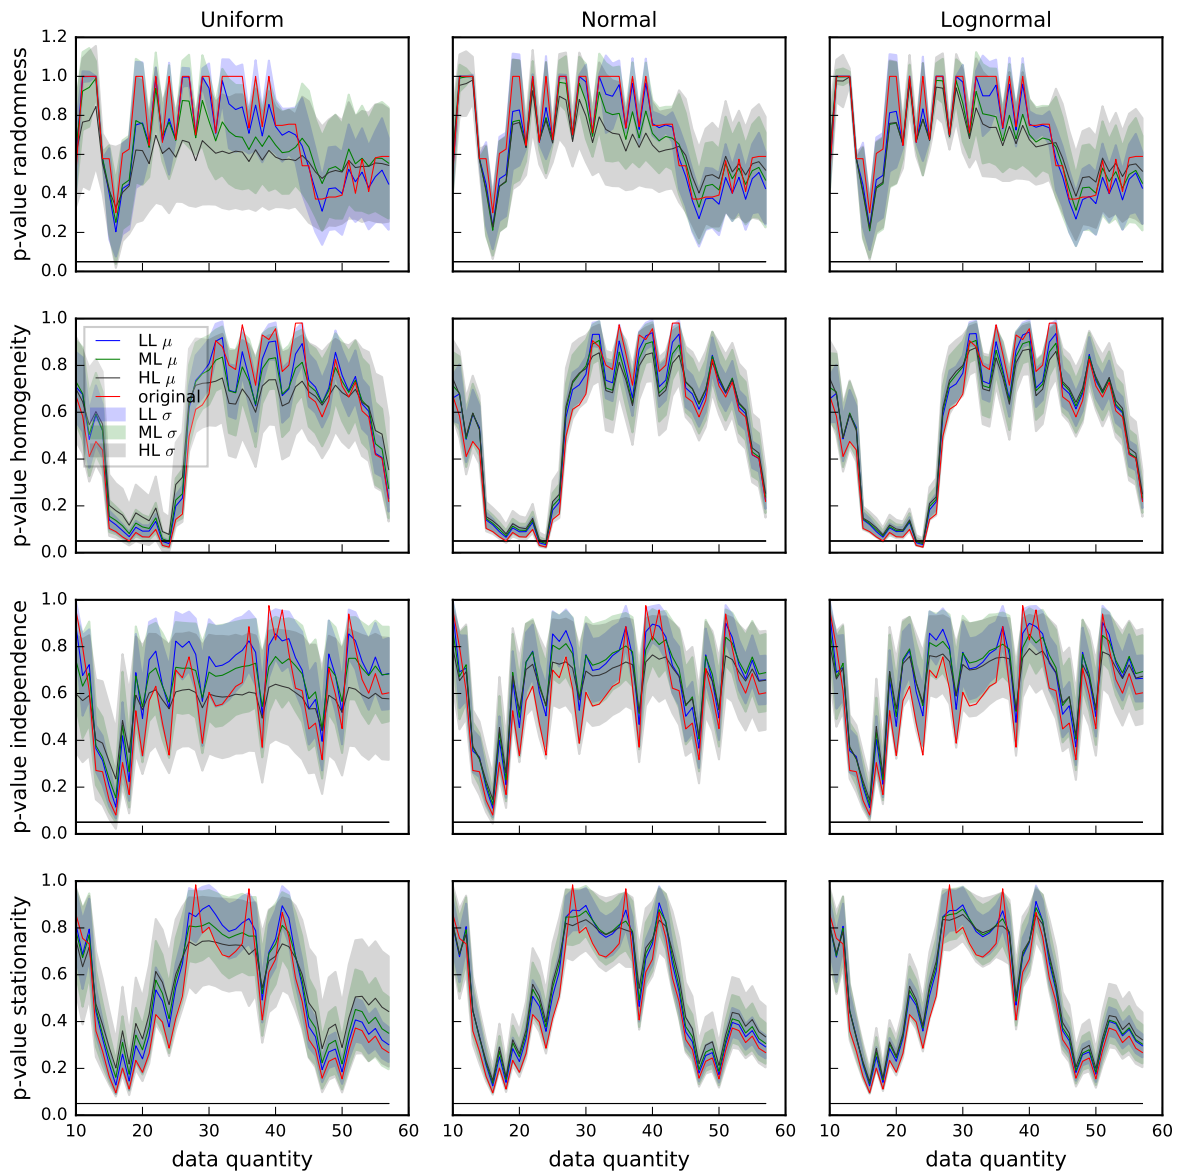 Uniform Normal Lognormal
p-value randomness
1.2
1.0
0.8
0.6
0.4
0.2
0.0
p-value homogeneity
1.0
0.8
0.6
0.4
0.2
0.0
LL μ
ML μ
HL μ
original
LL σ
ML σ
HL σ
p-value independence
1.0
0.8
0.6
0.4
0.2
0.0
p-value stationarity
1.0
0.8
0.6
0.4
0.2
0.0
10 20 30 40 50 60 10 20 30 40 50 60 10 20 30 40 50 60
data quantity data quantity data quantity